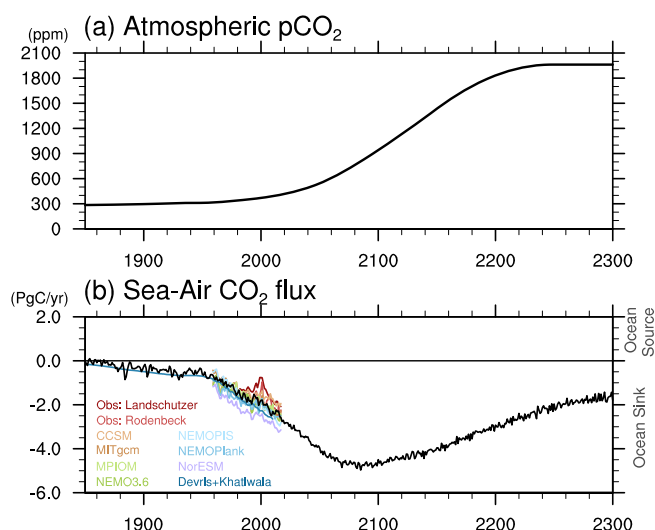 (a) Atmospheric pCO₂
(ppm)
2100
1800
1500
1200
900
600
300
0
1900 2000 2100 2200 2300
(b) Sea-Air CO₂ flux
(PgC/yr)
2.0
0.0
-2.0
-4.0
-6.0
Ocean Source
Ocean Sink
Obs: Landschutzer
Obs: Rodenbeck
CCSM NEMOPIS
MITgcm NEMOPlank
MPIOM NorESM
NEMO3.6 DevrIs+Khatlwala
1900 2000 2100 2200 2300